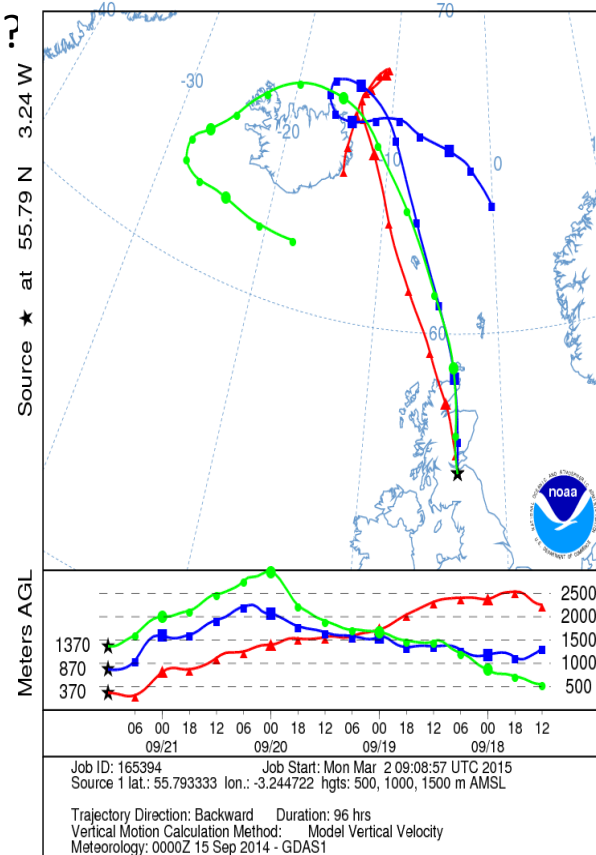 Source ★ at 55.79 N 3.24 W
-40
70
-30
-20
-10
0
60
noaa
Meters AGL
2500
2000
1500
1000
500
1370
870
370
06 00 18 12 06 00 18 12 06 00 18 12 06 00 18 12
09/21 09/20 09/19 09/18
Job ID: 165394 Job Start: Mon Mar 2 09:08:57 UTC 2015
Source 1 lat.: 55.793333 lon.: -3.244722 hgts: 500, 1000, 1500 m AMSL
Trajectory Direction: Backward Duration: 96 hrs
Vertical Motion Calculation Method: Model Vertical Velocity
Meteorology: 0000Z 15 Sep 2014 - GDAS1